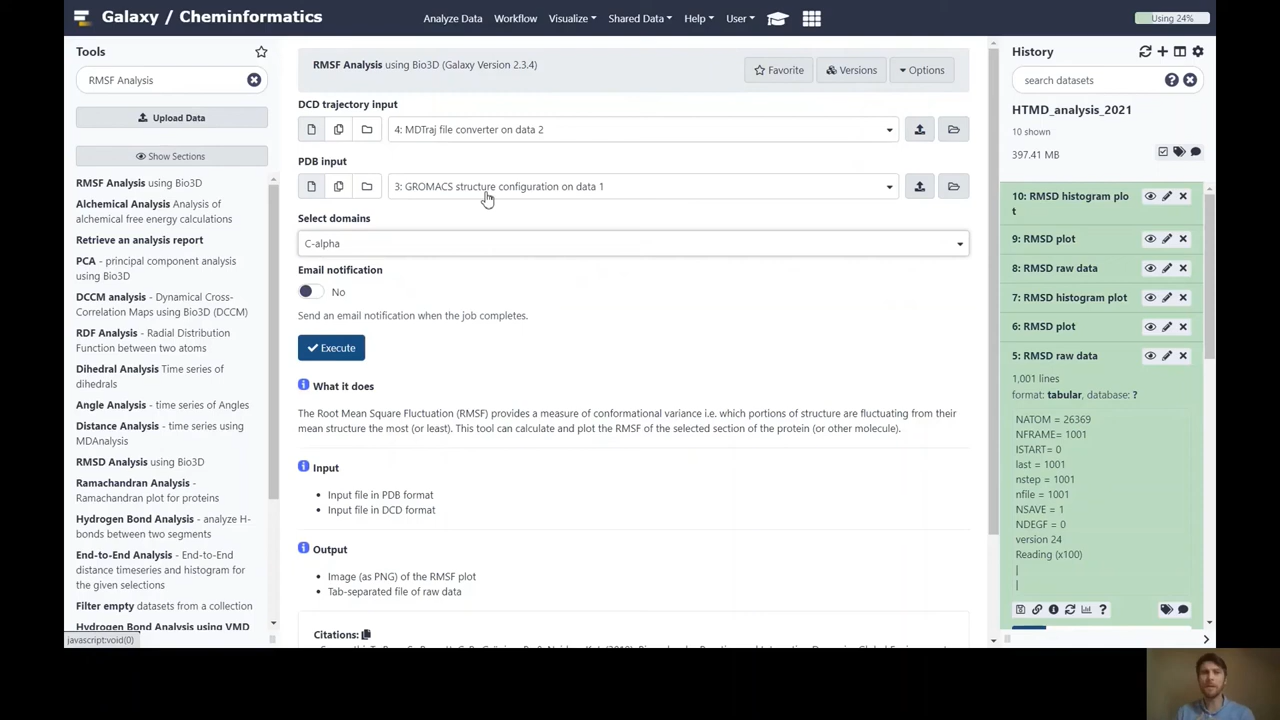 Galaxy / Cheminformatics
Analyze Data
Workflow
Visualize
Shared Data
Help
User
Using 24%
Tools
RMSF Analysis
Upload Data
Show Sections
RMSF Analysis using Bio3D
Alchemical Analysis Analysis of
alchemical free energy calculations
Retrieve an analysis report
PCA - principal component analysis
using Bio3D
DCCM analysis - Dynamical Cross-
Correlation Maps using Bio3D (DCCM)
RDF Analysis - Radial Distribution
Function between two atoms
Dihedral Analysis Time series of
dihedrals
Angle Analysis - time series of Angles
Distance Analysis - time series using
MDAnalysis
RMSD Analysis using Bio3D
Ramachandran Analysis -
Ramachandran plot for proteins
Hydrogen Bond Analysis - analyze H-
bonds between two segments
End-to-End Analysis - End-to-End
distance timeseries and histogram for
the given selections
Filter empty datasets from a collection
Hydrogen Bond Analysis using VMD
javascript:void(0)
RMSF Analysis using Bio3D (Galaxy Version 2.3.4)
Favorite
Versions
Options
DCD trajectory input
4: MDTraj file converter on data 2
PDB input
3: GROMACS structure configuration on data 1
Select domains
C-alpha
Email notification
No
Send an email notification when the job completes.
Execute
What it does
The Root Mean Square Fluctuation (RMSF) provides a measure of conformational variance i.e. which portions of structure are fluctuating from their
mean structure the most (or least). This tool can calculate and plot the RMSF of the selected section of the protein (or other molecule).
Input
Input file in PDB format
Input file in DCD format
Output
Image (as PNG) of the RMSF plot
Tab-separated file of raw data
Citations:
History
search datasets
HTMD_analysis_2021
10 shown
397.41 MB
10: RMSD histogram plo
t
9: RMSD plot
8: RMSD raw data
7: RMSD histogram plot
6: RMSD plot
5: RMSD raw data
1,001 lines
format: tabular, database: ?
NATOM = 26369
NFRAME= 1001
ISTART= 0
last = 1001
nstep = 1001
nfile = 1001
NSAVE = 1
NDEGF = 0
version 24
Reading (x100)
|
|